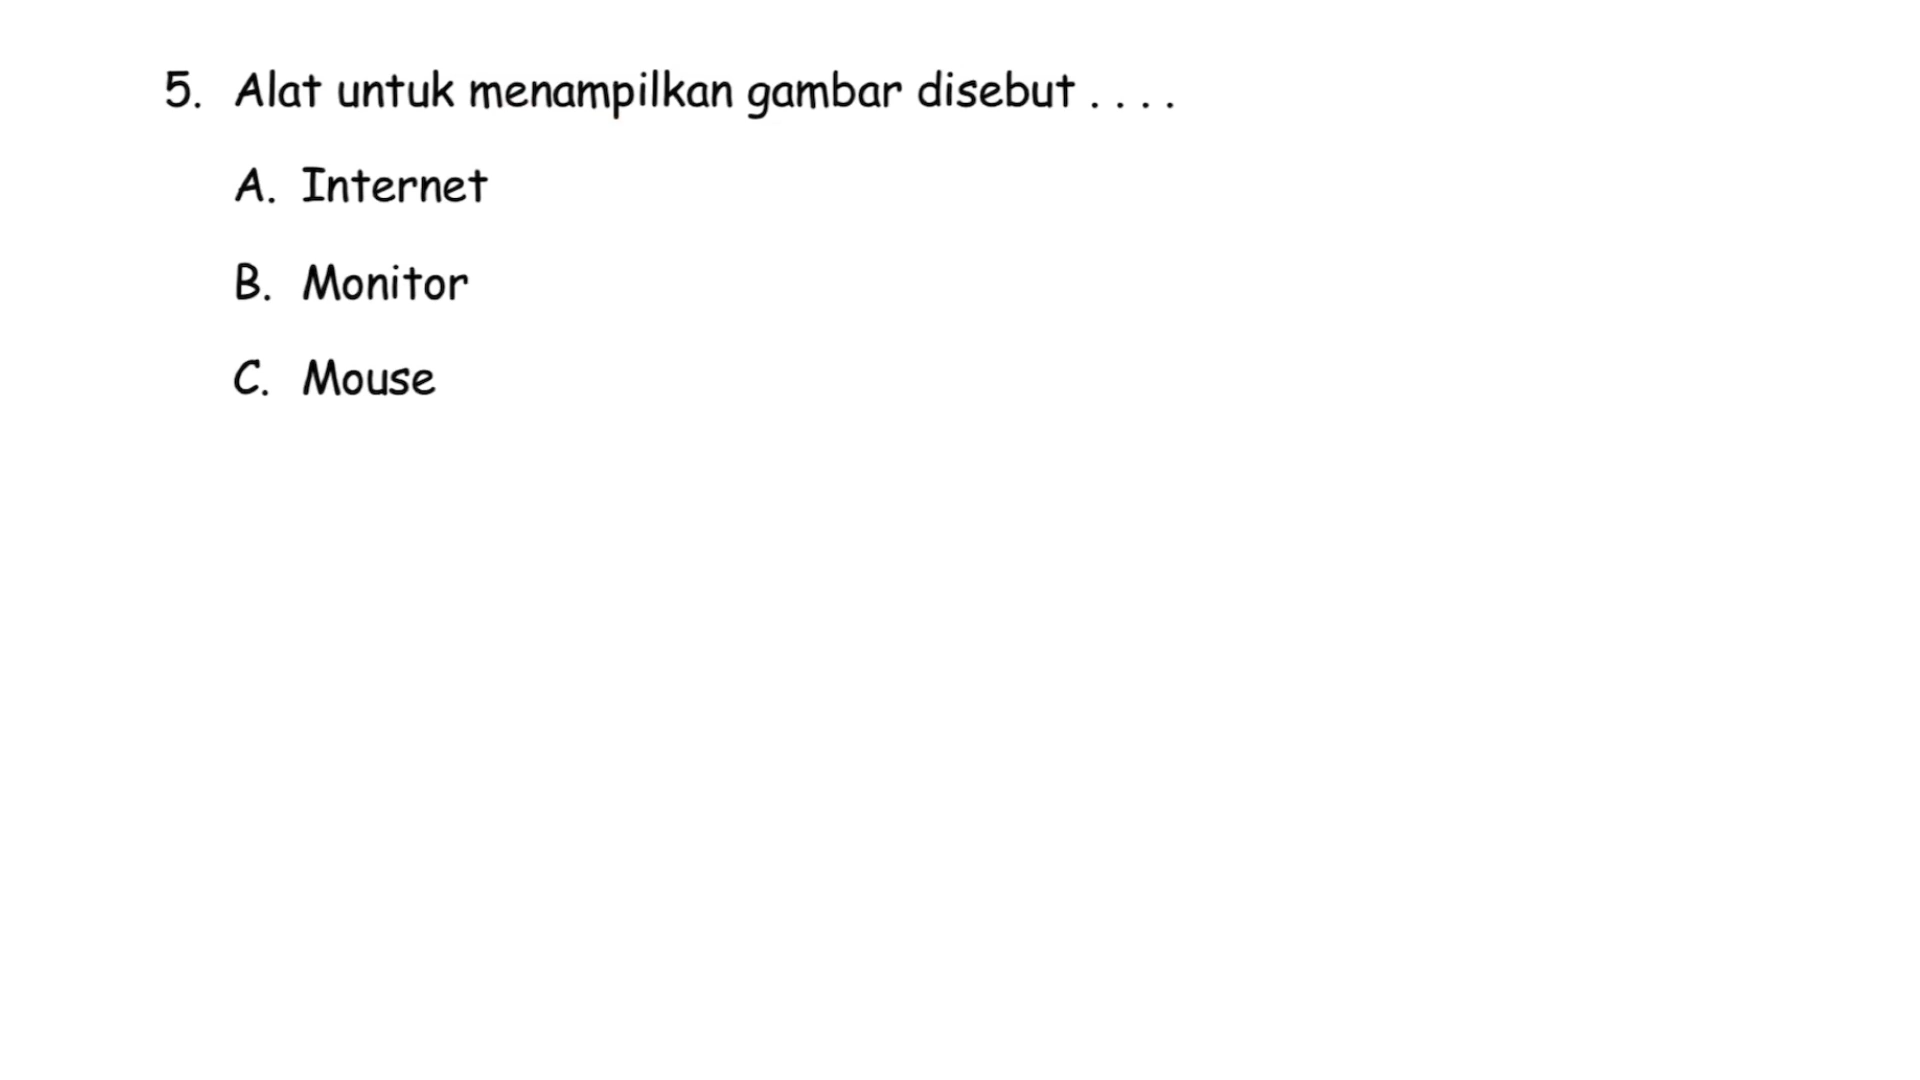 5. Alat untuk menampilkan gambar disebut . . . .
A. Internet
B. Monitor
C. Mouse